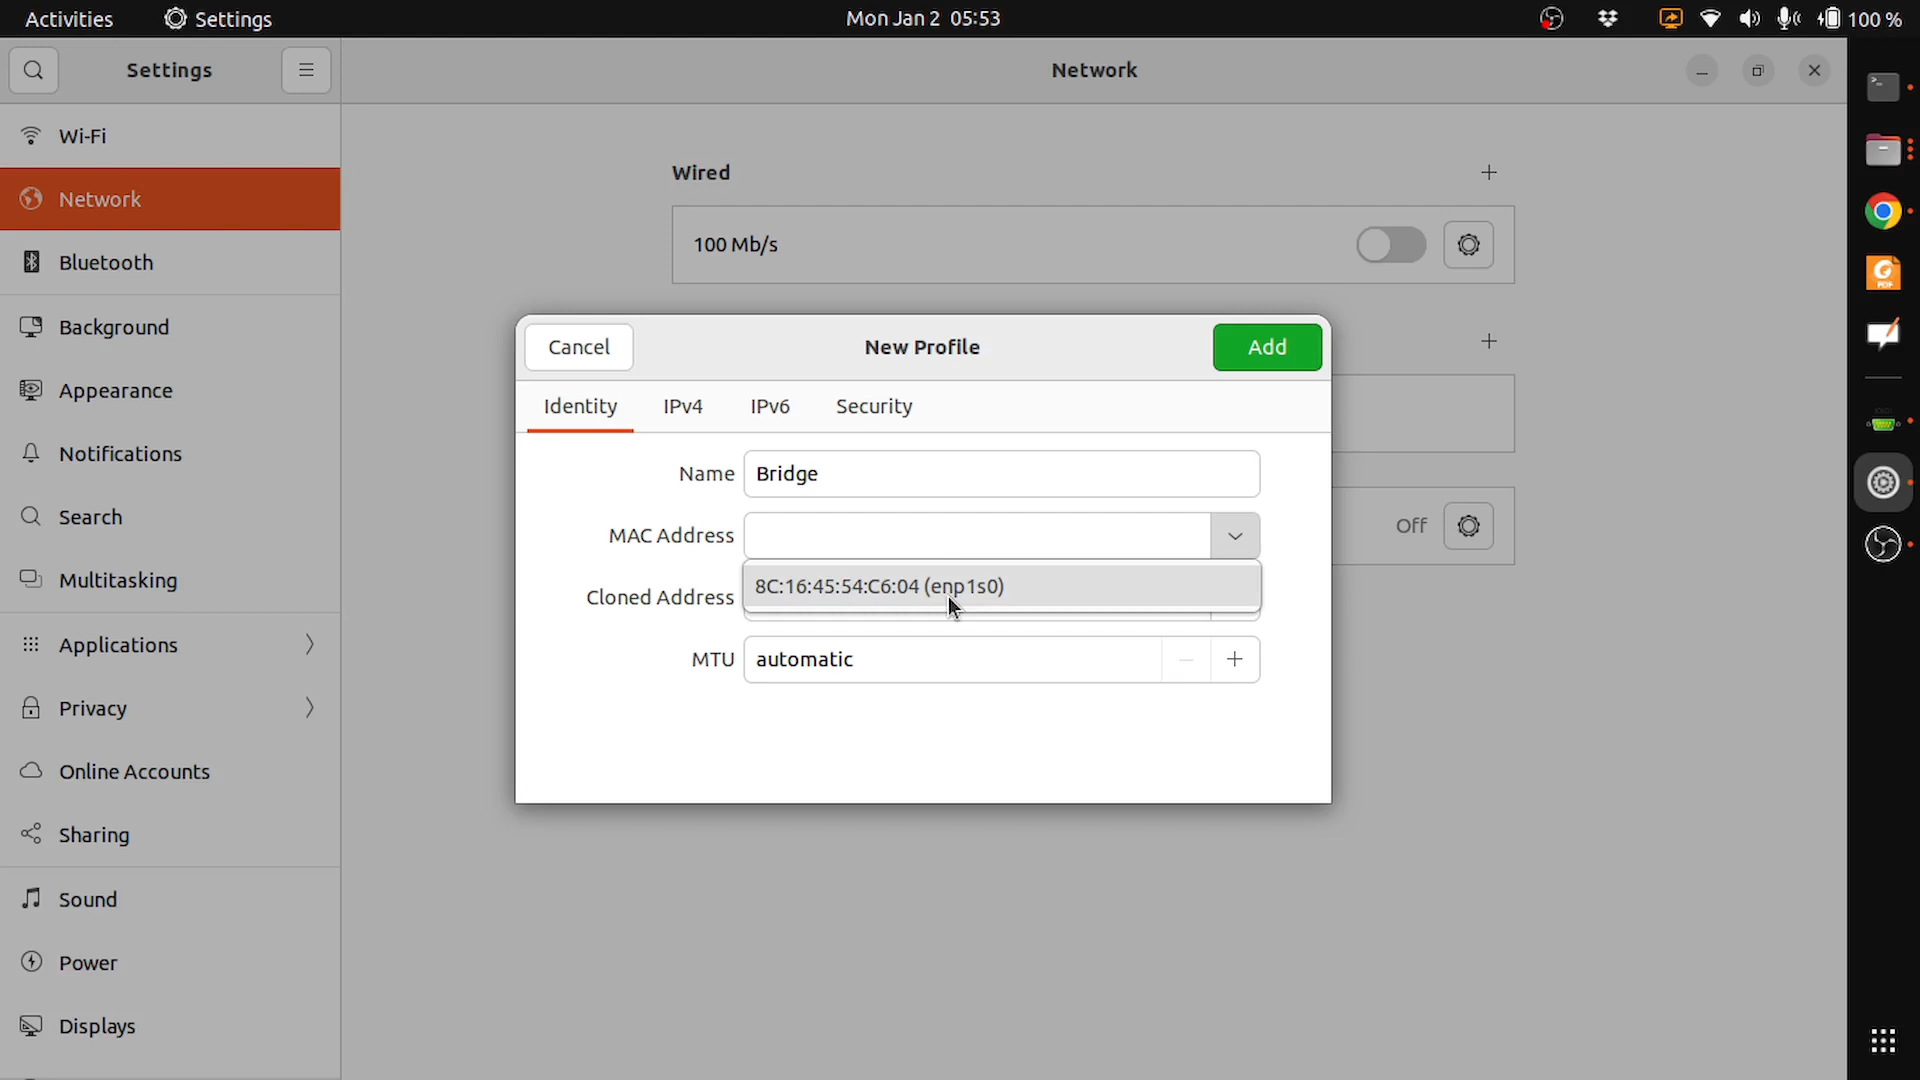 Activities
Settings
Mon Jan 2 05:53
100 %
Settings
Network
Wi-Fi
Network
Bluetooth
Background
Appearance
Notifications
Search
Multitasking
Applications
Privacy
Online Accounts
Sharing
Sound
Power
Displays
Wired
100 Mb/s
Cancel
New Profile
Add
Identity
IPv4
IPv6
Security
Name
Bridge
MAC Address
8C:16:45:54:C6:04 (enp1s0)
Cloned Address
MTU
automatic
Off
PDF